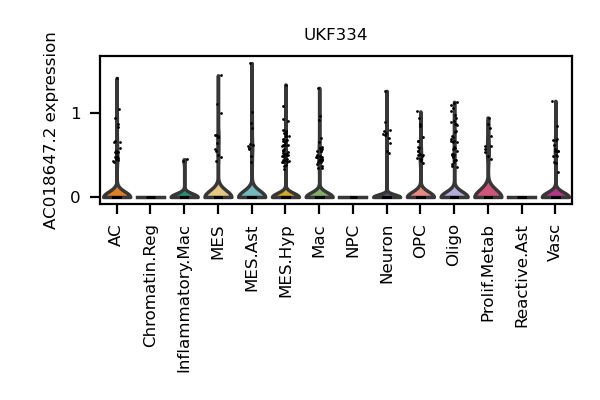 UKF334
AC018647.2 expression
1
0
AC
Chromatin.Reg
Inflammatory.Mac
MES
MES.Ast
MES.Hyp
Mac
NPC
Neuron
OPC
Oligo
Prolif.Metab
Reactive.Ast
Vasc